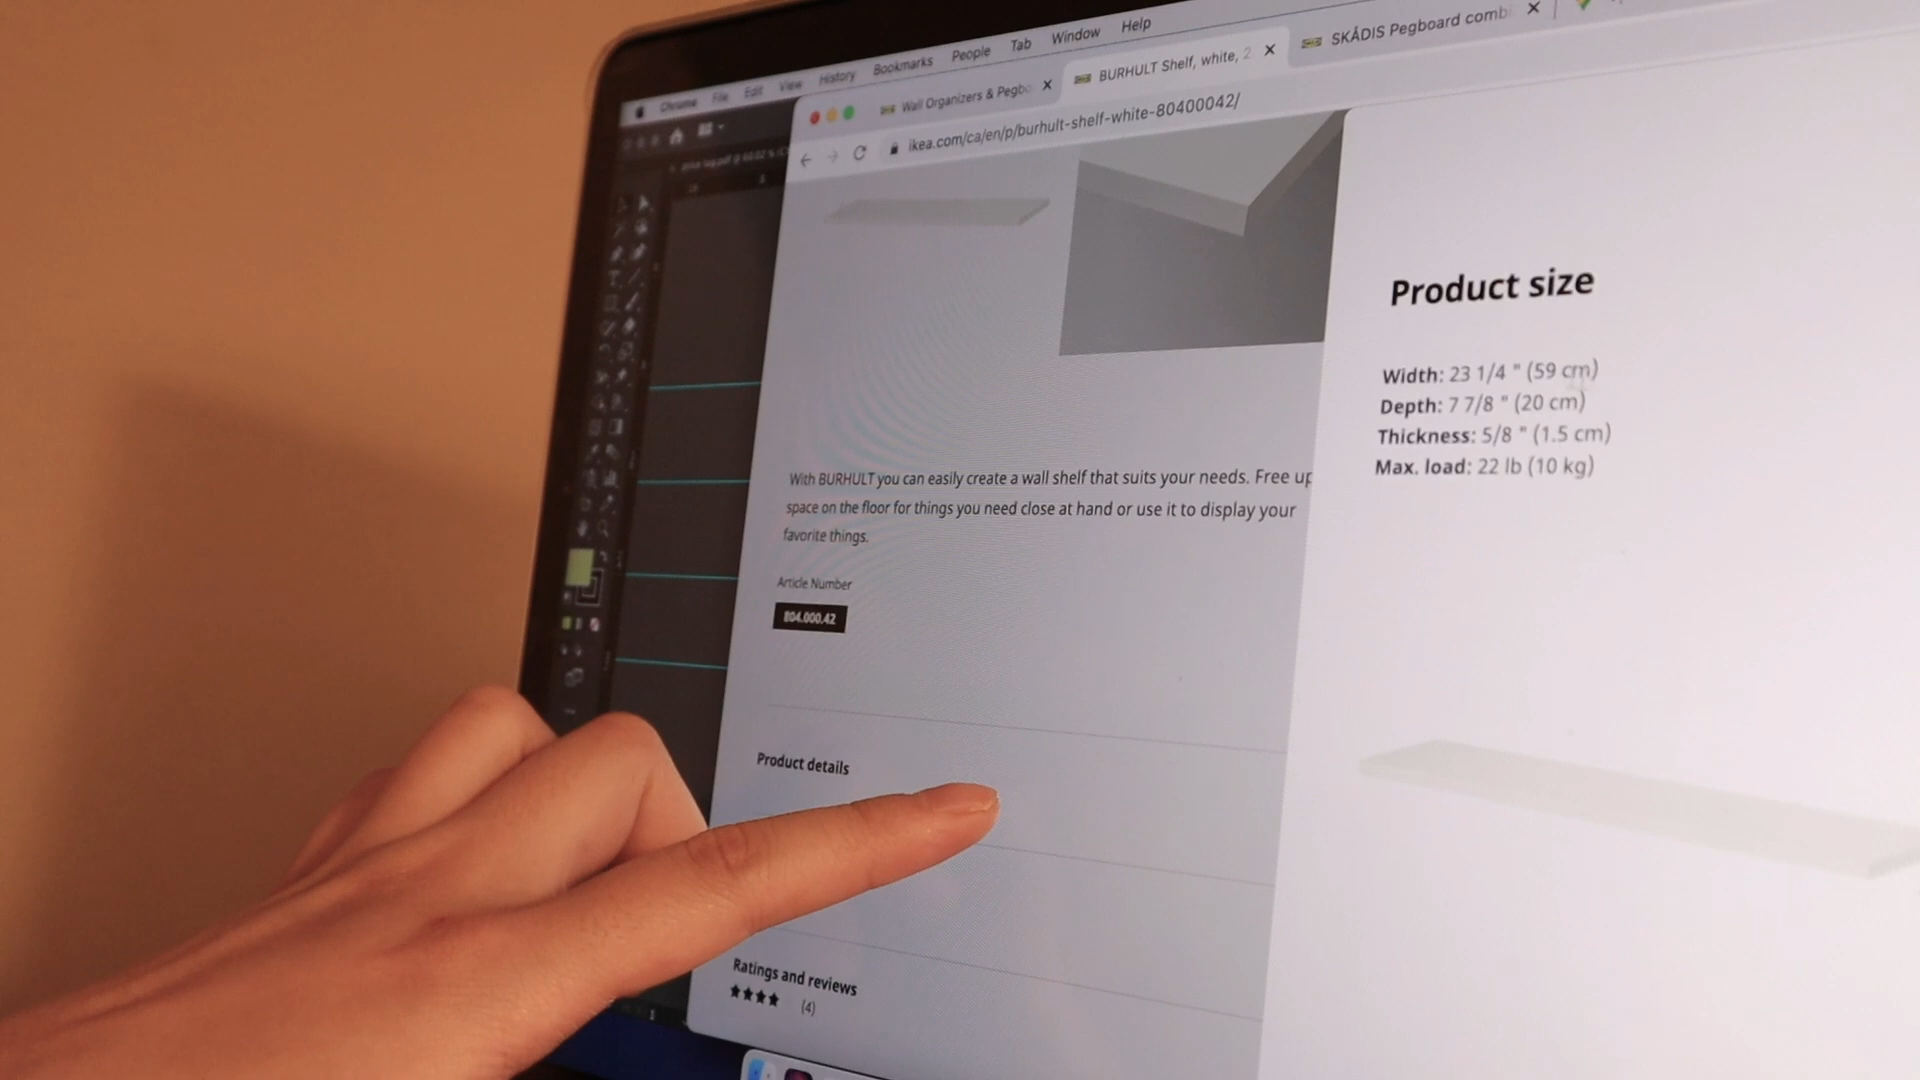 Chrome File Edit View History Bookmarks People Tab Window Help
Wall Organizers & Pegbo
BURHULT Shelf, white, 2
SKÅDIS Pegboard comb
ikea.com/ca/en/p/burhult-shelf-white-80400042/
With BURHULT you can easily create a wall shelf that suits your needs. Free up
space on the floor for things you need close at hand or use it to display your
favorite things.
Article Number
804.000.42
Product details
Ratings and reviews
(4)
Product size
Width: 23 1/4 " (59 cm)
Depth: 7 7/8 " (20 cm)
Thickness: 5/8 " (1.5 cm)
Max. load: 22 lb (10 kg)